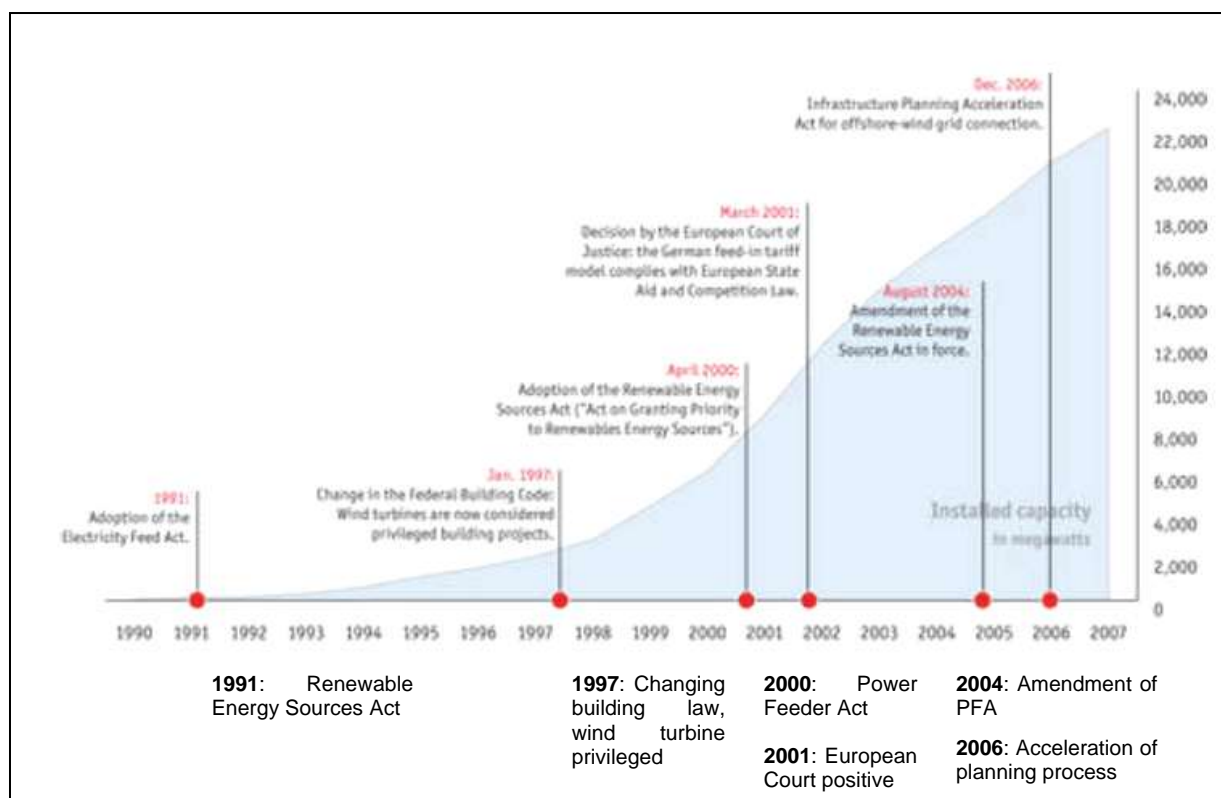 Dec. 2006:
Infrastructure Planning Acceleration
Act for offshore-wind grid connection.
March 2001:
Decision by the European Court of
Justice: the German feed-in tariff
model complies with European State
Aid and Competition Law.
August 2004:
Amendment of the
Renewable Energy
Sources Act in force.
April 2000:
Adoption of the Renewable Energy
Sources Act ("Act on Granting Priority
to Renewables Energy Sources").
Jan. 1997:
Change in the Federal Building Code:
Wind turbines are now considered
privileged building projects.
1991:
Adoption of the
Electricity Feed Act.
Installed capacity
in megawatts
24,000
22,000
20,000
18,000
16,000
14,000
12,000
10,000
8,000
6,000
4,000
2,000
0
1990 1991 1992 1993 1994 1995 1996 1997 1998 1999 2000 2001 2002 2003 2004 2005 2006 2007
1991: Renewable
Energy Sources Act
1997: Changing
building law,
wind turbine
privileged
2000: Power
Feeder Act
2001: European
Court positive
2004: Amendment of
PFA
2006: Acceleration of
planning process